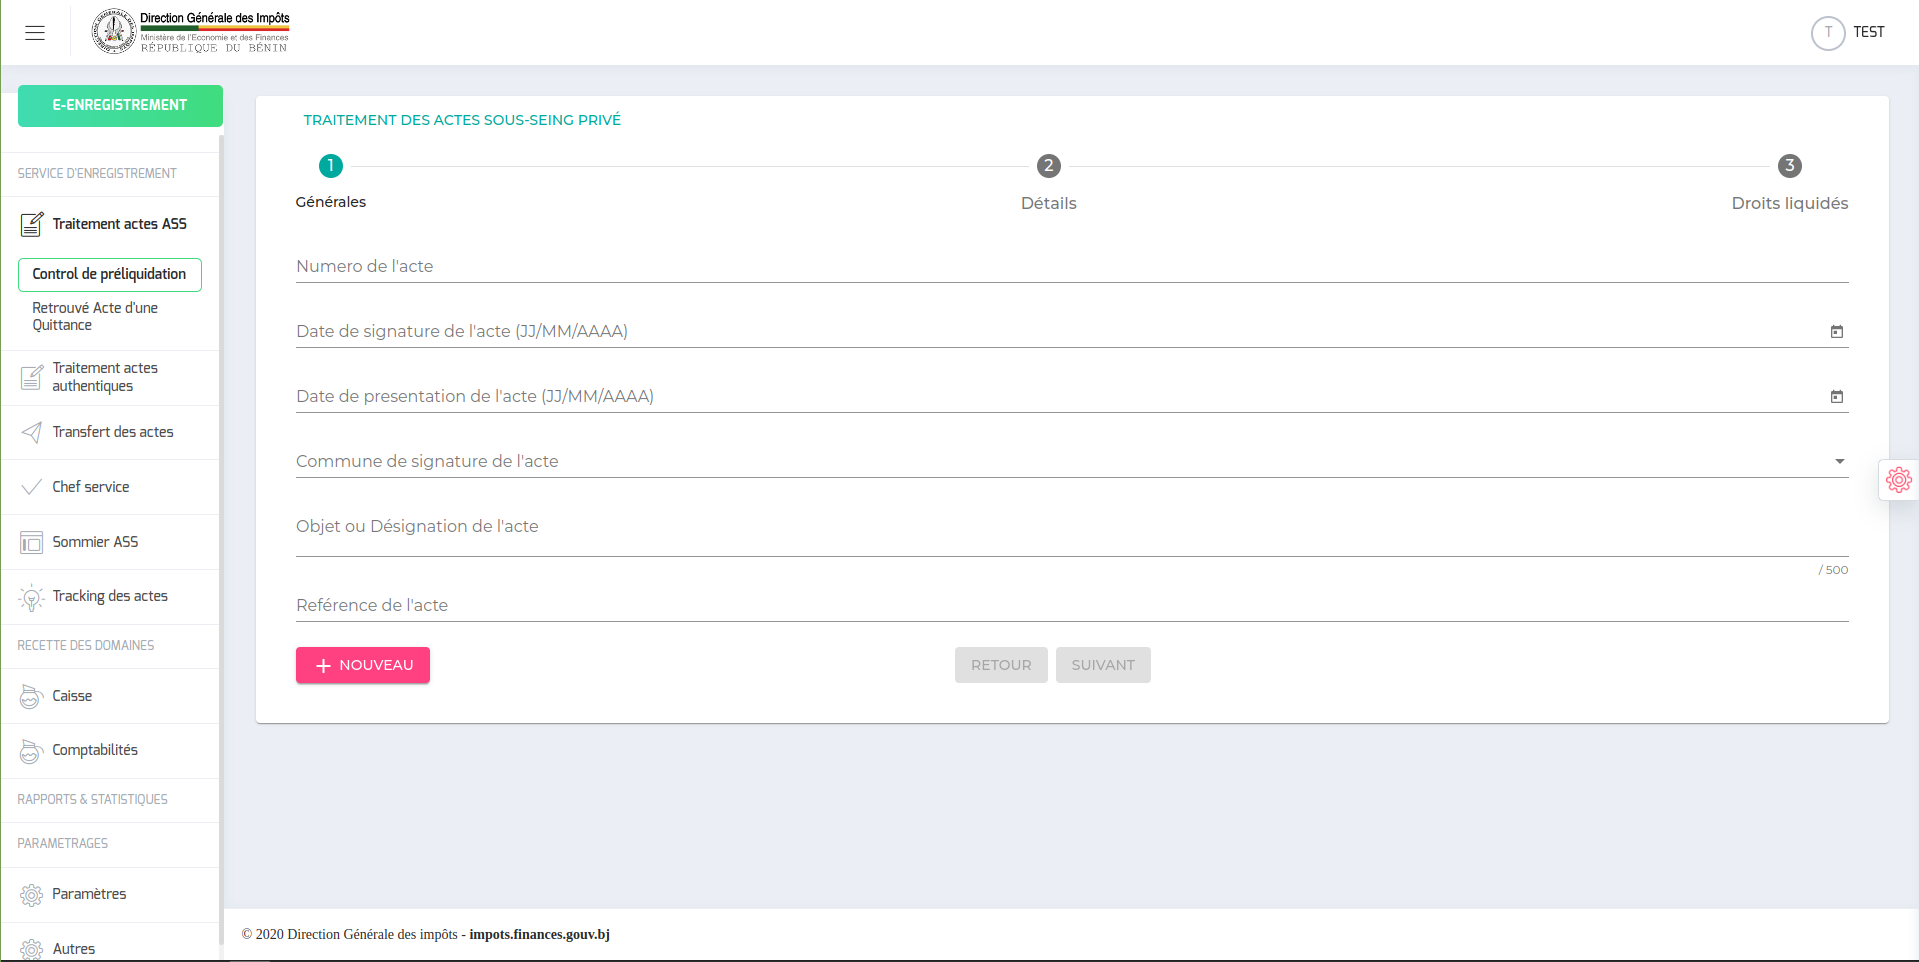 Direction Générale des Impôts
Ministère de l'Economie et des Finances
RÉPUBLIQUE DU BÉNIN
T
TEST
E-ENREGISTREMENT
SERVICE D'ENREGISTREMENT
Traitement actes ASS
Control de préliquidation
Retrouvé Acte d'une
Quittance
Traitement actes
authentiques
Transfert des actes
Chef service
Sommier ASS
Tracking des actes
RECETTE DES DOMAINES
Caisse
Comptabilités
RAPPORTS & STATISTIQUES
PARAMETRAGES
Paramètres
Autres
TRAITEMENT DES ACTES SOUS-SEING PRIVÉ
1
2
3
Générales
Détails
Droits liquidés
Numero de l'acte
Date de signature de l'acte (JJ/MM/AAAA)
Date de presentation de l'acte (JJ/MM/AAAA)
Commune de signature de l'acte
Objet ou Désignation de l'acte
/ 500
Reférence de l'acte
+ NOUVEAU
RETOUR
SUIVANT
© 2020 Direction Générale des impôts - impots.finances.gouv.bj